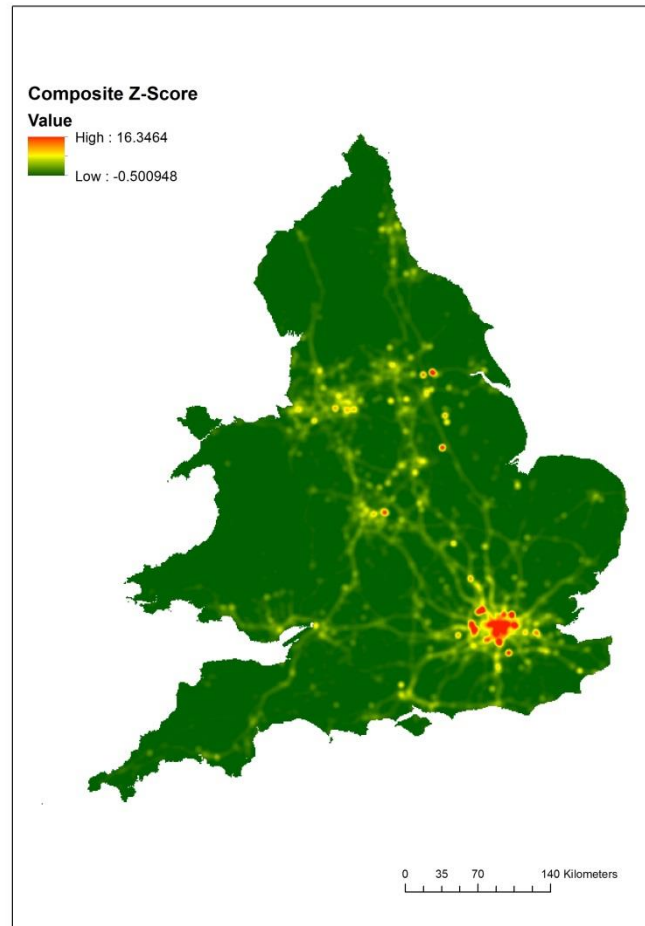 Composite Z-Score
Value
High : 16.3464
Low : -0.500948
0 35 70 140 Kilometers